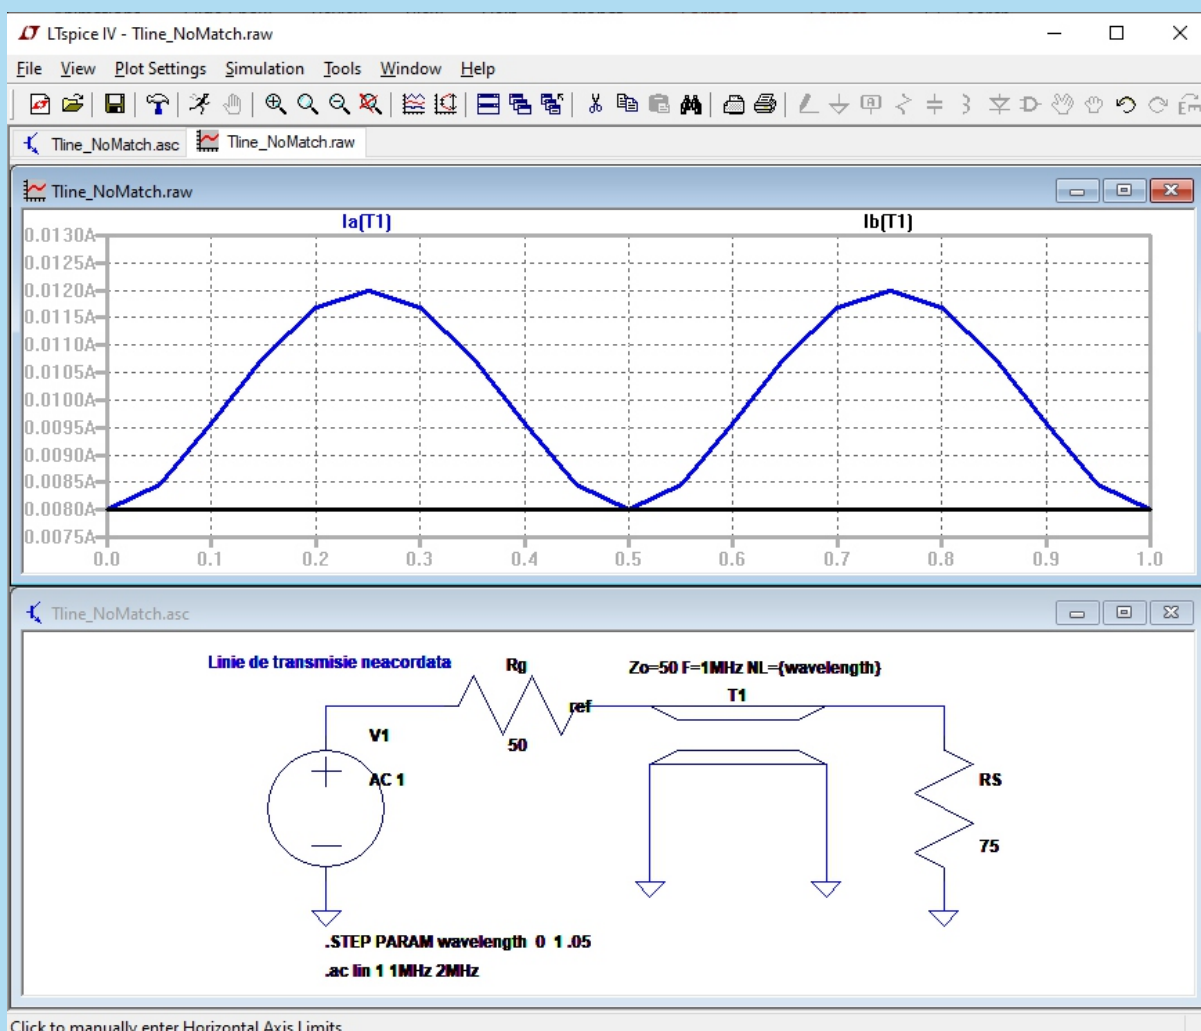 LTspice IV - Tline_NoMatch.raw
File View Plot Settings Simulation Tools Window Help
Tline_NoMatch.asc Tline_NoMatch.raw
Tline_NoMatch.raw
Ia(T1) Ib(T1)
0.0130A
0.0125A
0.0120A
0.0115A
0.0110A
0.0105A
0.0100A
0.0095A
0.0090A
0.0085A
0.0080A
0.0075A
0.0 0.1 0.2 0.3 0.4 0.5 0.6 0.7 0.8 0.9 1.0
Tline_NoMatch.asc
Linie de transmisie neacordata
Rg
Zo=50 F=1MHz NL={wavelength}
T1
ref
V1
50
AC 1
RS
75
.STEP PARAM wavelength 0 1 .05
.ac lin 1 1MHz 2MHz
Click to manually enter Horizontal Axis Limits